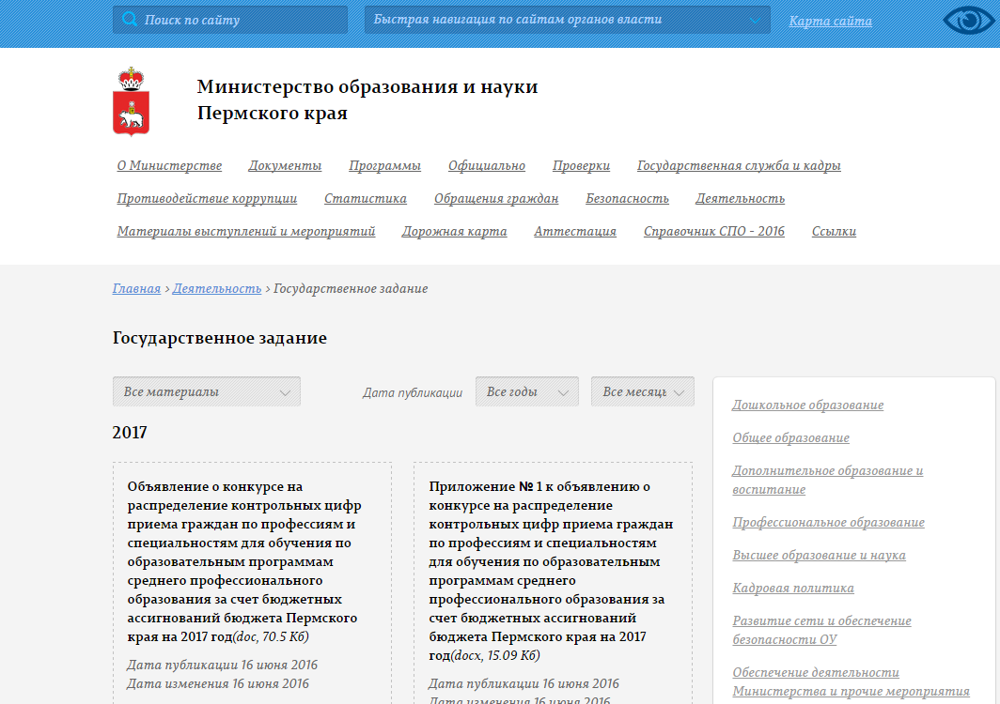 Поиск по сайту
Быстрая навигация по сайтам органов власти
Карта сайта
Министерство образования и науки
Пермского края
О Министерстве Документы Программы Официально Проверки Государственная служба и кадры
Противодействие коррупции Статистика Обращения граждан Безопасность Деятельность
Материалы выступлений и мероприятий Дорожная карта Аттестация Справочник СПО - 2016 Ссылки
Главная › Деятельность › Государственное задание
Государственное задание
Все материалы
Дата публикации
Все годы
Все месяць
2017
Объявление о конкурсе на
распределение контрольных цифр
приема граждан по профессиям и
специальностям для обучения по
образовательным программам
среднего профессионального
образования за счет бюджетных
ассигнований бюджета Пермского
края на 2017 год(doc, 70.5 Кб)
Дата публикации 16 июня 2016
Дата изменения 16 июня 2016
Приложение № 1 к объявлению о
конкурсе на распределение
контрольных цифр приема граждан
по профессиям и специальностям
для обучения по образовательным
программам среднего
профессионального образования за
счет бюджетных ассигнований
бюджета Пермского края на 2017
год(docx, 15.09 Кб)
Дата публикации 16 июня 2016
Дата изменения 16 июня 2016
Дошкольное образование
Общее образование
Дополнительное образование и
воспитание
Профессиональное образование
Высшее образование и наука
Кадровая политика
Развитие сети и обеспечение
безопасности ОУ
Обеспечение деятельности
Министерства и прочие мероприятия